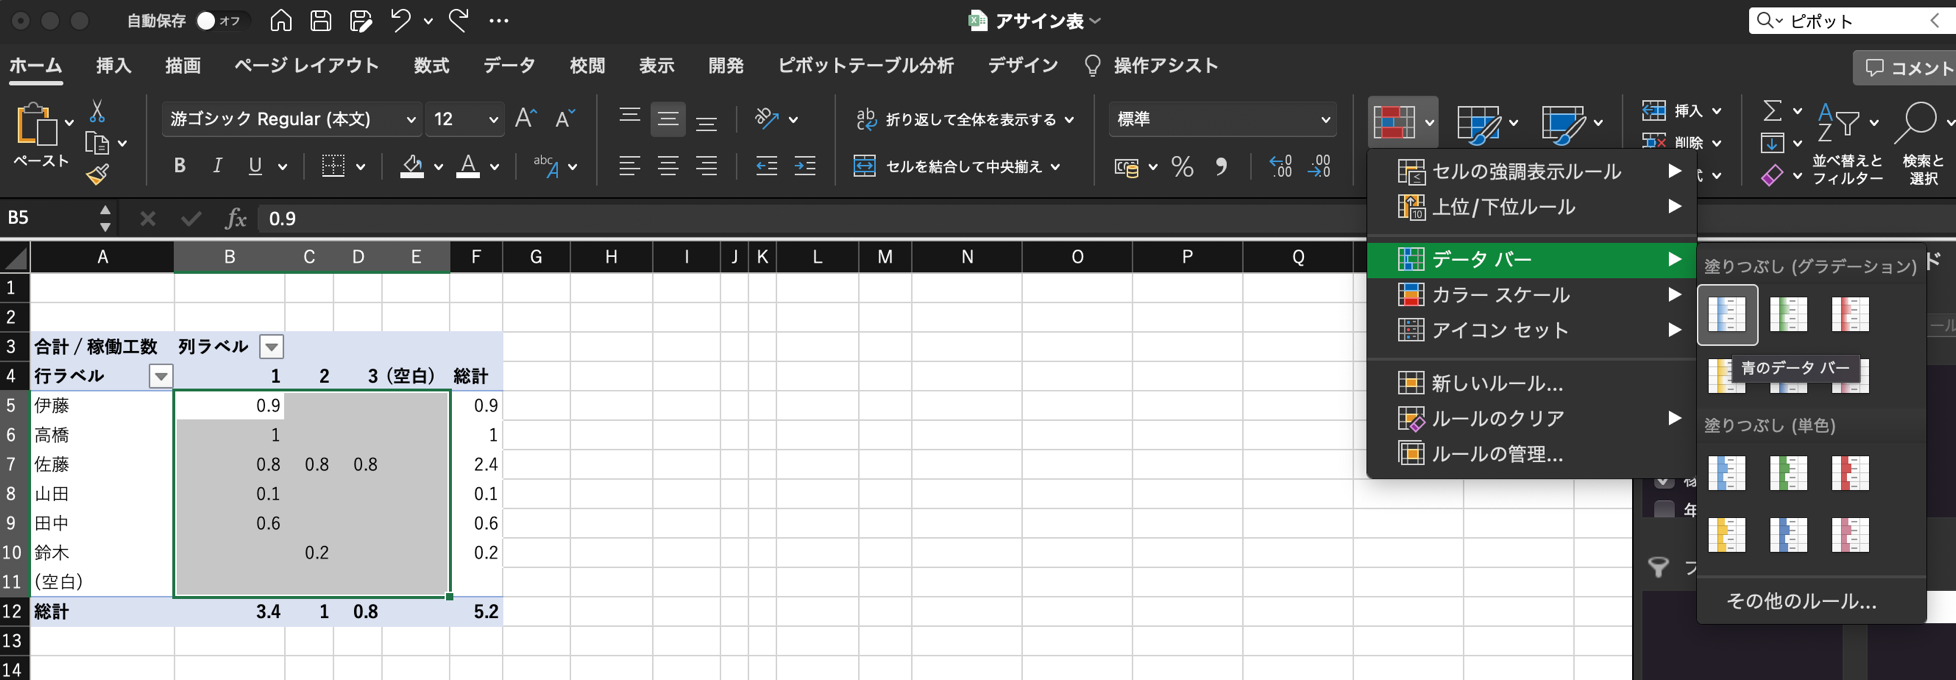 自動保存 オフ アサイン表 ピボット
ホーム 挿入 描画 ページ レイアウト 数式 データ 校閲 表示 開発 ピボットテーブル分析 デザイン 操作アシスト コメント
ペースト 游ゴシック Regular (本文) 12 折り返して全体を表示する 標準 挿入
B I U セルを結合して中央揃え 削除 並べ替えと フィルター 検索と 選択
B5 fx 0.9
A B C D E F G H I J K L M N O P Q
1
2
3 合計 / 稼働工数 列ラベル
4 行ラベル 1 2 3 (空白) 総計
5 伊藤 0.9 0.9
6 高橋 1 1
7 佐藤 0.8 0.8 0.8 2.4
8 山田 0.1 0.1
9 田中 0.6 0.6
10 鈴木 0.2 0.2
11 (空白)
12 総計 3.4 1 0.8 5.2
13
14
セルの強調表示ルール
上位/下位ルール
データ バー
カラー スケール
アイコン セット
新しいルール...
ルールのクリア
ルールの管理...
塗りつぶし (グラデーション)
青のデータ バー
塗りつぶし (単色)
その他のルール...